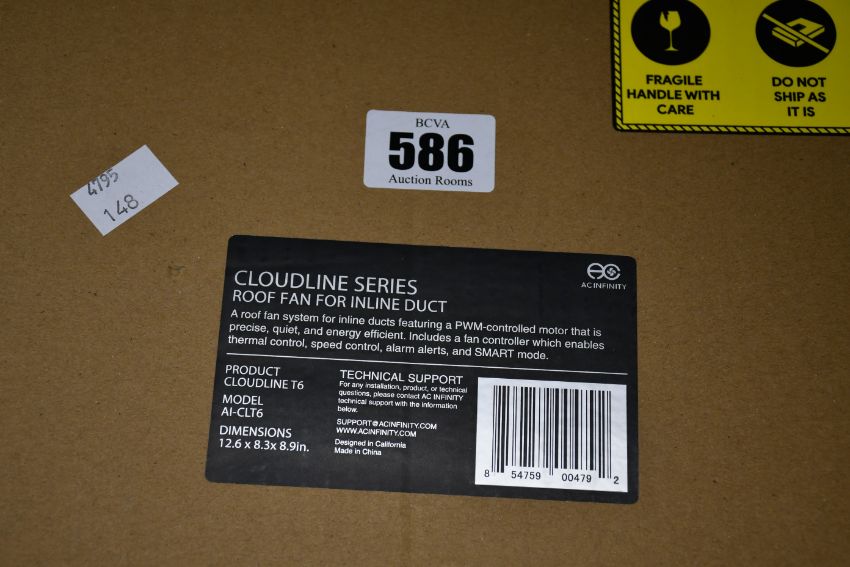 FRAGILE
HANDLE WITH
CARE
DO NOT
SHIP AS
IT IS
BCVA
586
Auction Rooms
4795
148
CLOUDLINE SERIES
ROOF FAN FOR INLINE DUCT
AC INFINITY
A roof fan system for inline ducts featuring a PWM-controlled motor that is
precise, quiet, and energy efficient. Includes a fan controller which enables
thermal control, speed control, alarm alerts, and SMART mode.
PRODUCT
CLOUDLINE T6
MODEL
AI-CLT6
DIMENSIONS
12.6 x 8.3x 8.9in.
TECHNICAL SUPPORT
For any installation, product, or technical
questions, please contact AC INFINITY
technical support with the information
below.
SUPPORT@ACINFINITY.COM
WWW.ACINFINITY.COM
Designed in California
Made in China
8 54759 00479 2